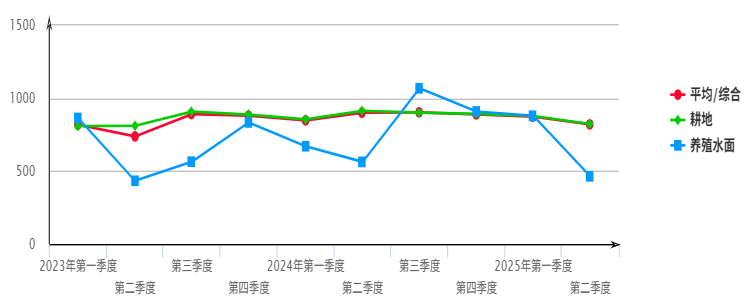 1500
1000
500
0
2023年第一季度
第二季度
第三季度
第四季度
2024年第一季度
第二季度
第三季度
第四季度
2025年第一季度
第二季度
平均/综合
耕地
养殖水面